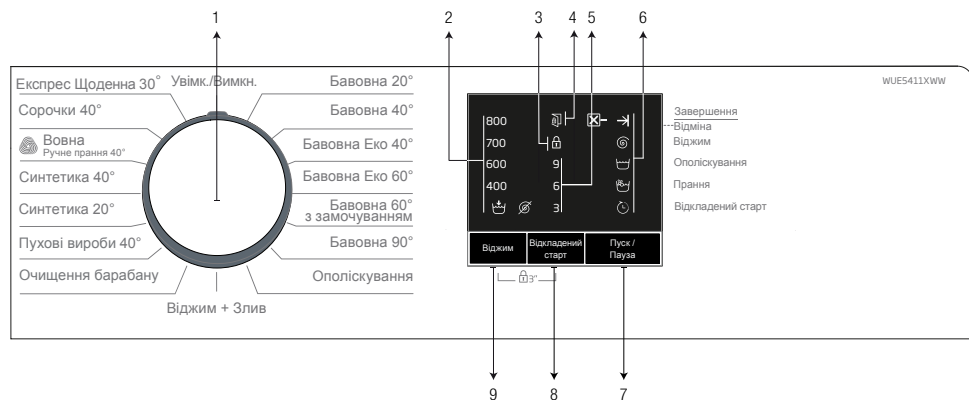 1
2
3
4
5
6
Експрес Щоденна 30°
Увімк./Вимкн.
Бавовна 20°
Сорочки 40°
Бавовна 40°
Вовна
Ручне прання 40°
Бавовна Еко 40°
Синтетика 40°
Бавовна Еко 60°
Синтетика 20°
Бавовна 60°
з замочуванням
Пухові вироби 40°
Бавовна 90°
Очищення барабану
Ополіскування
Віджим + Злив
WUE5411XWW
800
700
600
400
9
6
3
Завершення
Відміна
Віджим
Ополіскування
Прання
Відкладений старт
Віджим
Відкладений
старт
Пуск /
Пауза
3"
9
8
7